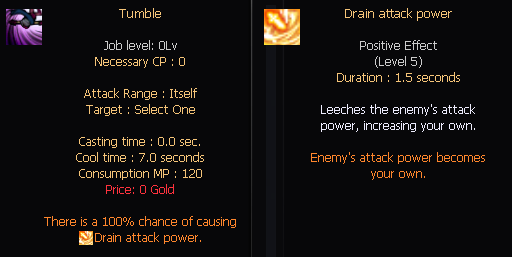 Tumble
Job level: 0Lv
Necessary CP : 0
Attack Range : Itself
Target : Select One
Casting time : 0.0 sec.
Cool time : 7.0 seconds
Consumption MP : 120
Price: 0 Gold
There is a 100% chance of causing
Drain attack power.
Drain attack power
Positive Effect
(Level 5)
Duration : 1.5 seconds
Leeches the enemy's attack
power, increasing your own.
Enemy's attack power becomes
your own.